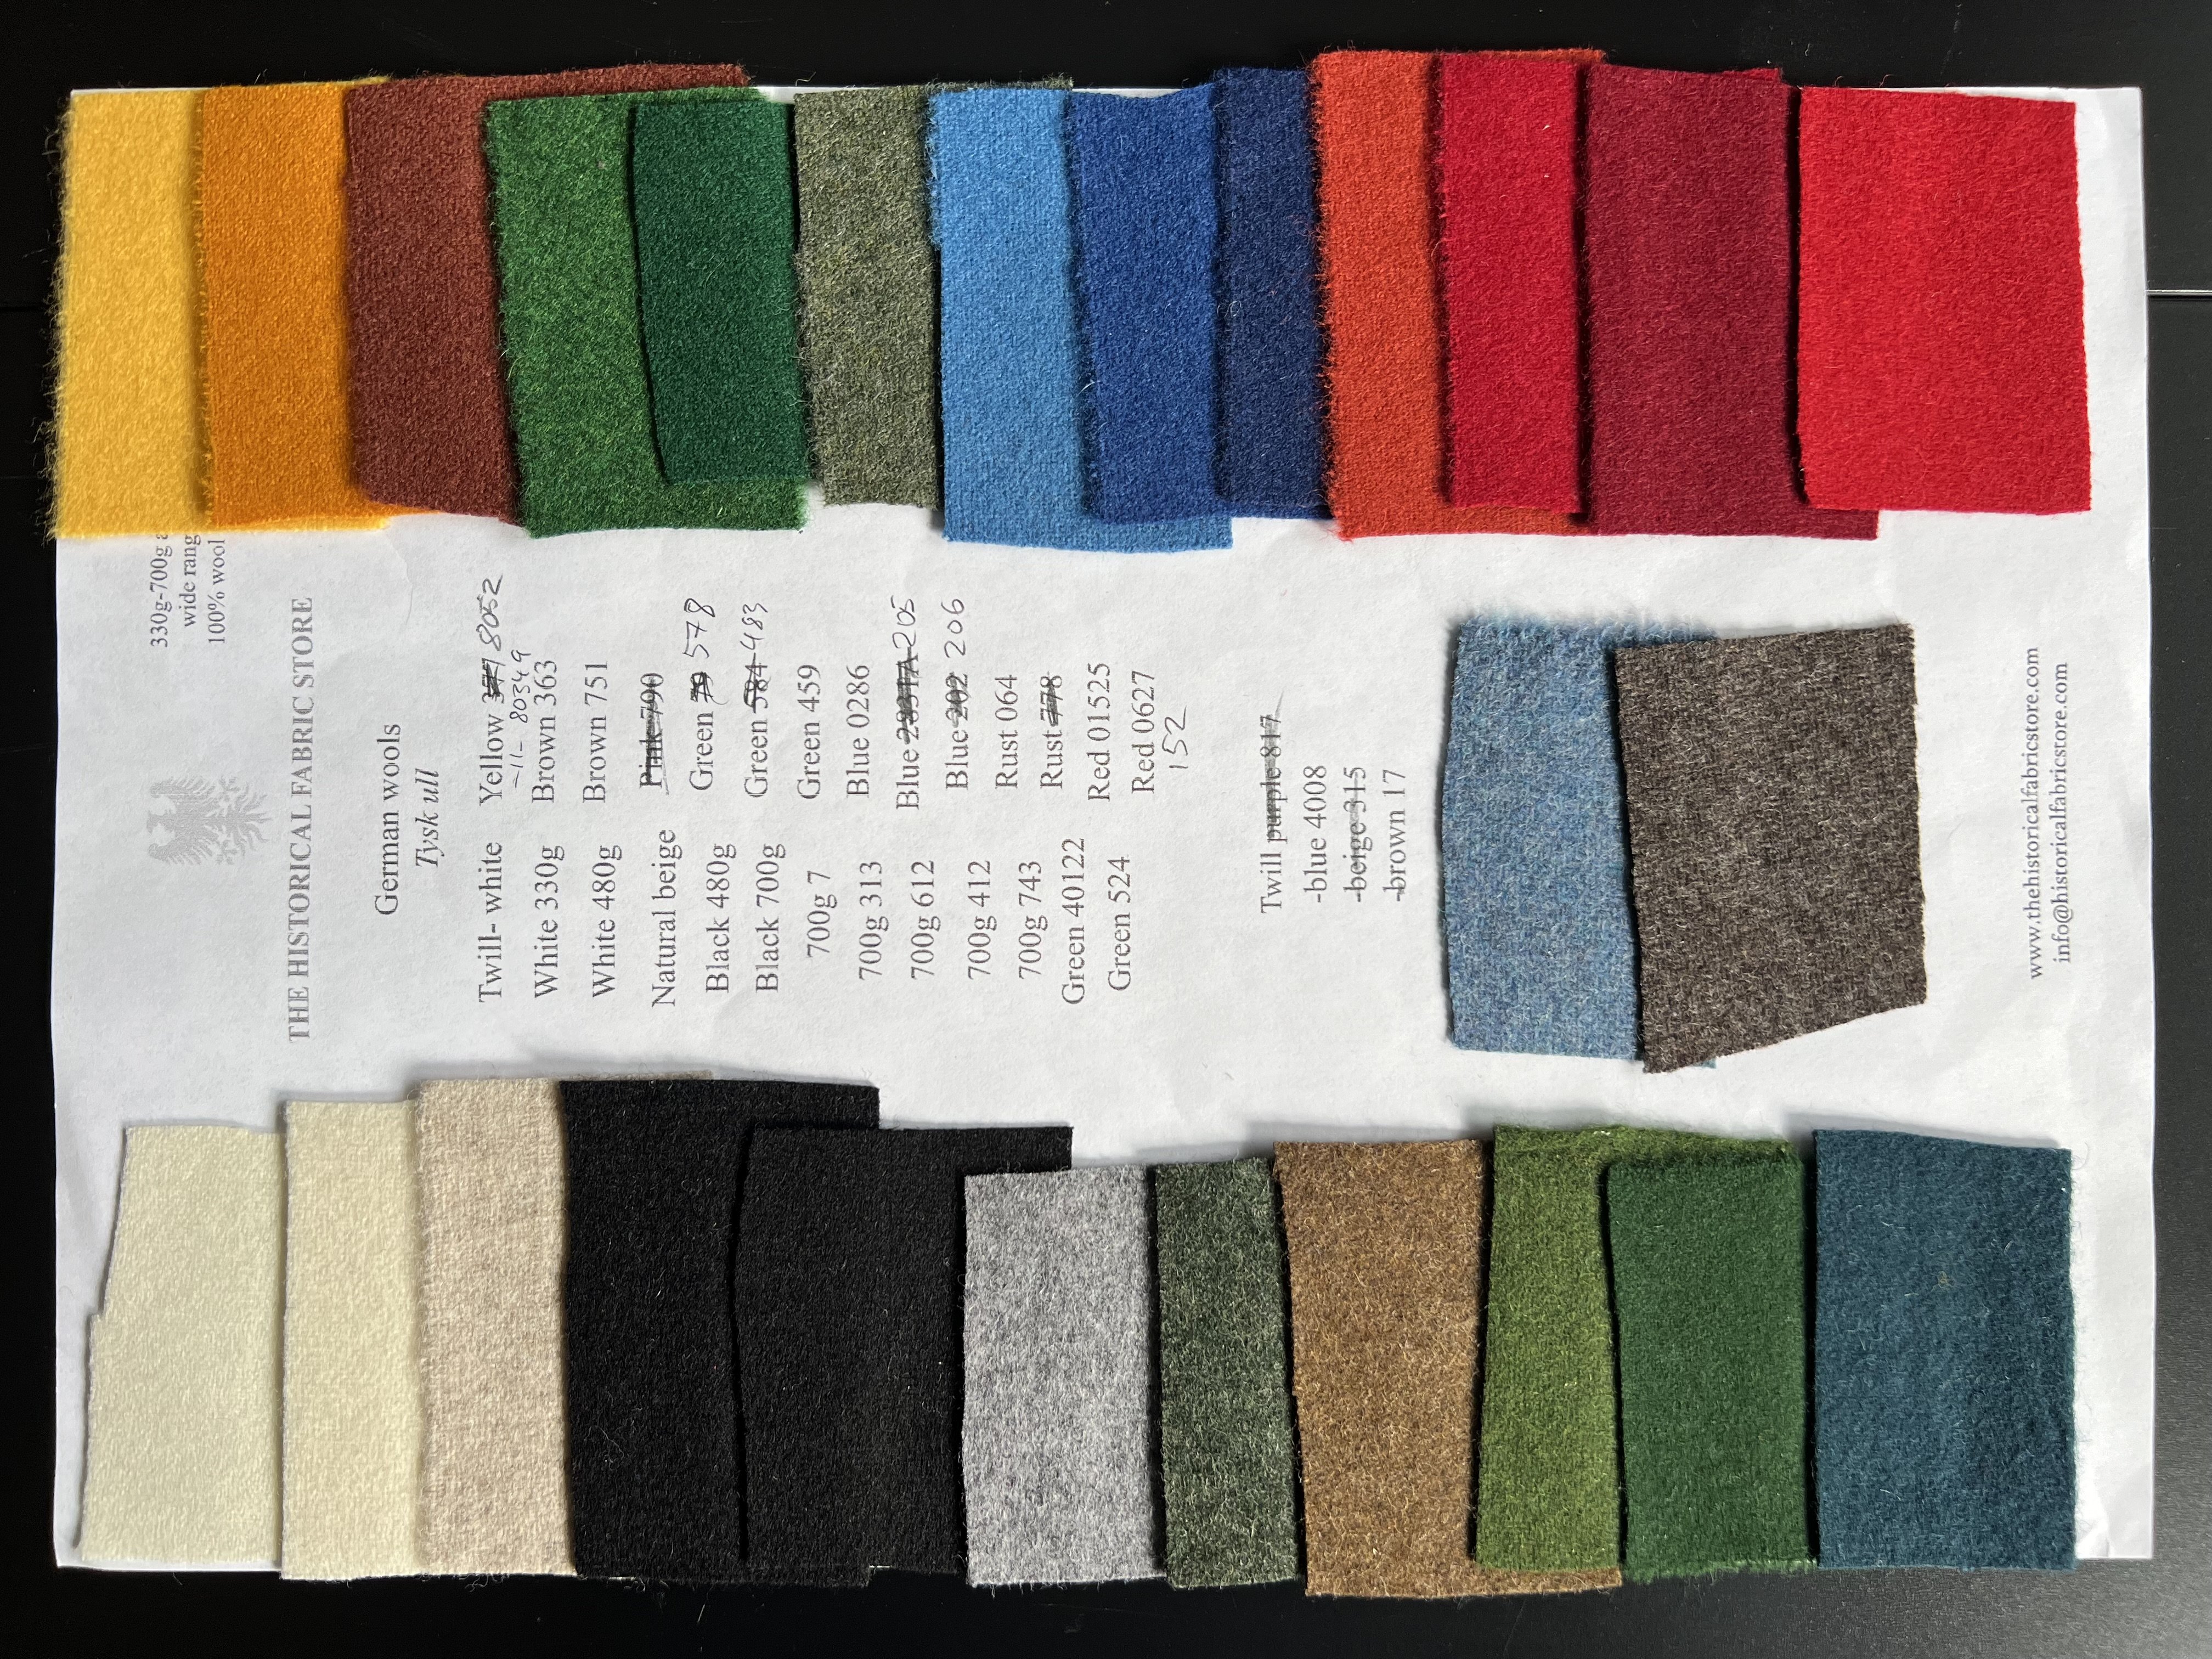 330g-700g
wide
100% wool
THE HISTORICAL FABRIC STORE
German wools
Tysk ull
Twill- white
White 330g
White 480g
Natural beige
Black 480g
Black 700g
700g 7
700g 313
700g 612
700g 412
700g 743
Green 40122
Green 524
Yellow 8052
-11- 80349
Brown 363
Brown 751
Pink 790
Green 578
Green 584 483
Green 459
Blue 0286
Blue 205
Blue 202 206
Rust 064
Rust 778
Red 01525
Red 0627
152
Twill purple 817
-blue 4008
-beige 315
-brown 17
www.thehistoricalfabricstore.com
info@historicalfabricstore.com